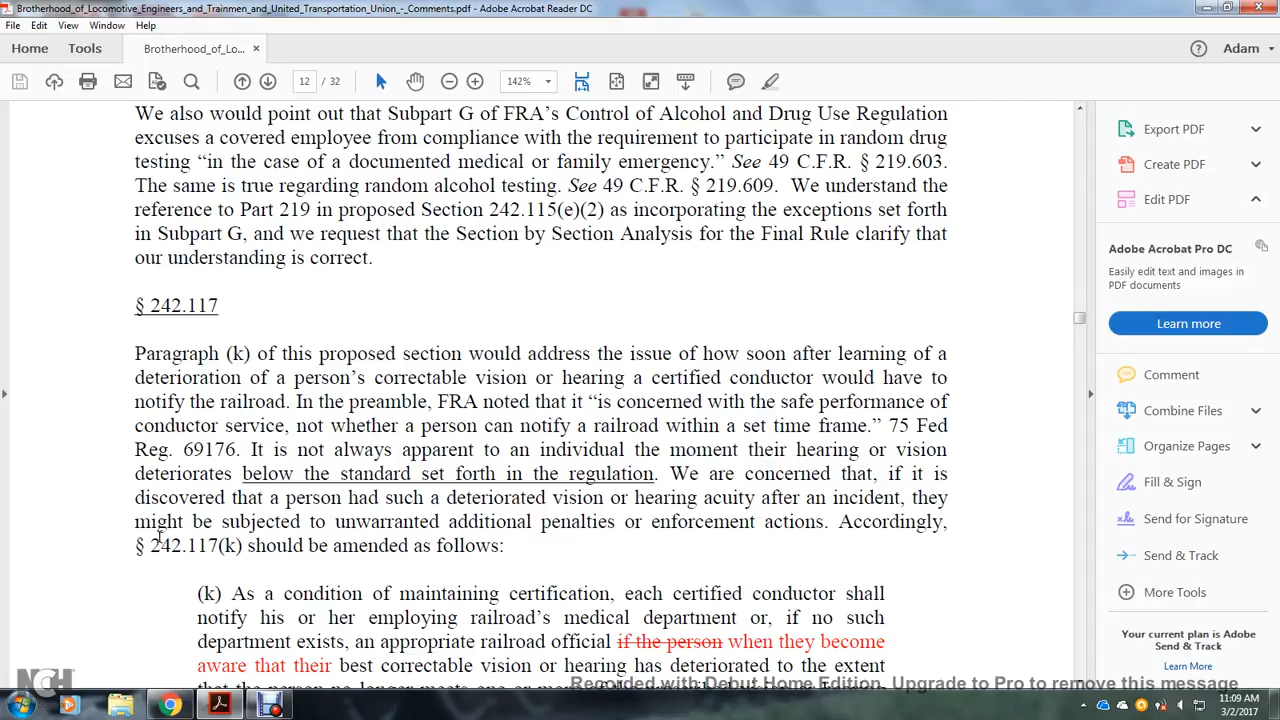 Brotherhood_of_Locomotive_Engineers_and_Trainmen_and_United_Transportation_Union_-_Comments.pdf - Adobe Acrobat Reader DC
File Edit View Window Help
Home Tools Brotherhood_of_Lo... × Adam
12 / 32 142%
We also would point out that Subpart G of FRA’s Control of Alcohol and Drug Use Regulation
excuses a covered employee from compliance with the requirement to participate in random drug
testing “in the case of a documented medical or family emergency.” See 49 C.F.R. § 219.603.
The same is true regarding random alcohol testing. See 49 C.F.R. § 219.609. We understand the
reference to Part 219 in proposed Section 242.115(e)(2) as incorporating the exceptions set forth
in Subpart G, and we request that the Section by Section Analysis for the Final Rule clarify that
our understanding is correct.
§ 242.117
Paragraph (k) of this proposed section would address the issue of how soon after learning of a
deterioration of a person’s correctable vision or hearing a certified conductor would have to
notify the railroad. In the preamble, FRA noted that it “is concerned with the safe performance of
conductor service, not whether a person can notify a railroad within a set time frame.” 75 Fed
Reg. 69176. It is not always apparent to an individual the moment their hearing or vision
deteriorates below the standard set forth in the regulation. We are concerned that, if it is
discovered that a person had such a deteriorated vision or hearing acuity after an incident, they
might be subjected to unwarranted additional penalties or enforcement actions. Accordingly,
§ 242.117(k) should be amended as follows:
(k) As a condition of maintaining certification, each certified conductor shall
notify his or her employing railroad’s medical department or, if no such
department exists, an appropriate railroad official if the person when they become
aware that their best correctable vision or hearing has deteriorated to the extent
Export PDF
Create PDF
Edit PDF
Adobe Acrobat Pro DC
Easily edit text and images in
PDF documents
Learn more
Comment
Combine Files
Organize Pages
Fill & Sign
Send for Signature
Send & Track
More Tools
Your current plan is Adobe
Send & Track
Learn More
NCH
Recorded with Debut Home Edition. Upgrade to Pro to remove this message
11:09 AM
3/2/2017